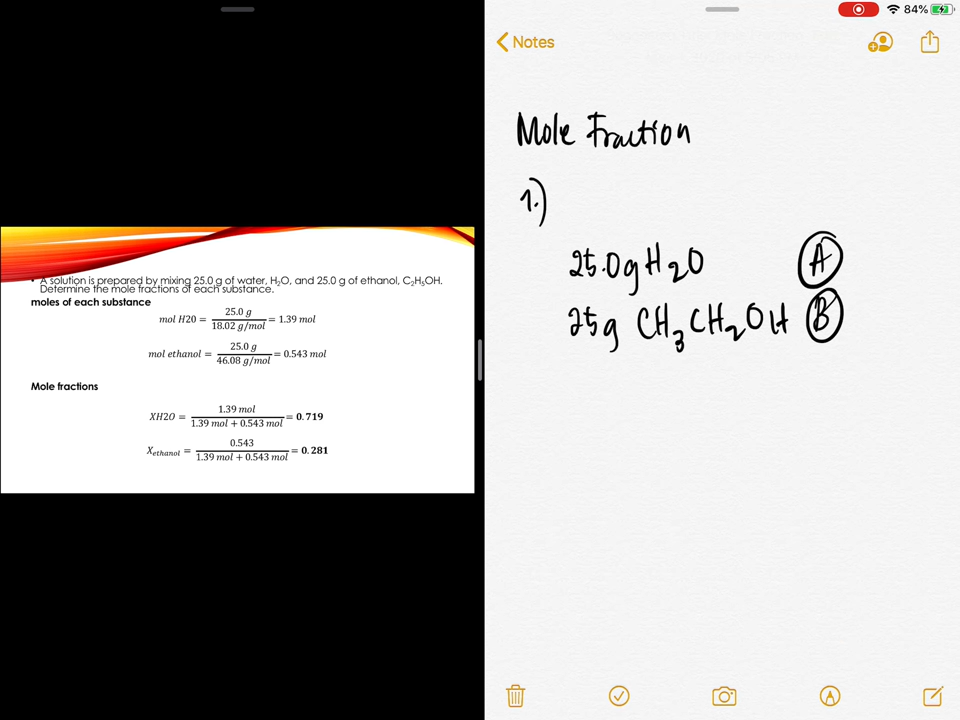 84%
Notes
• A solution is prepared by mixing 25.0 g of water, H₂O, and 25.0 g of ethanol, C₂H₅OH.
Determine the mole fractions of each substance.
moles of each substance
mol H20 = 25.0 g / 18.02 g/mol = 1.39 mol
mol ethanol = 25.0 g / 46.08 g/mol = 0.543 mol
Mole fractions
XH2O = 1.39 mol / 1.39 mol + 0.543 mol = 0.719
Xethanol = 0.543 / 1.39 mol + 0.543 mol = 0.281
Mole Fraction
1.)
25.0g H₂O A
25g CH₃CH₂OH B